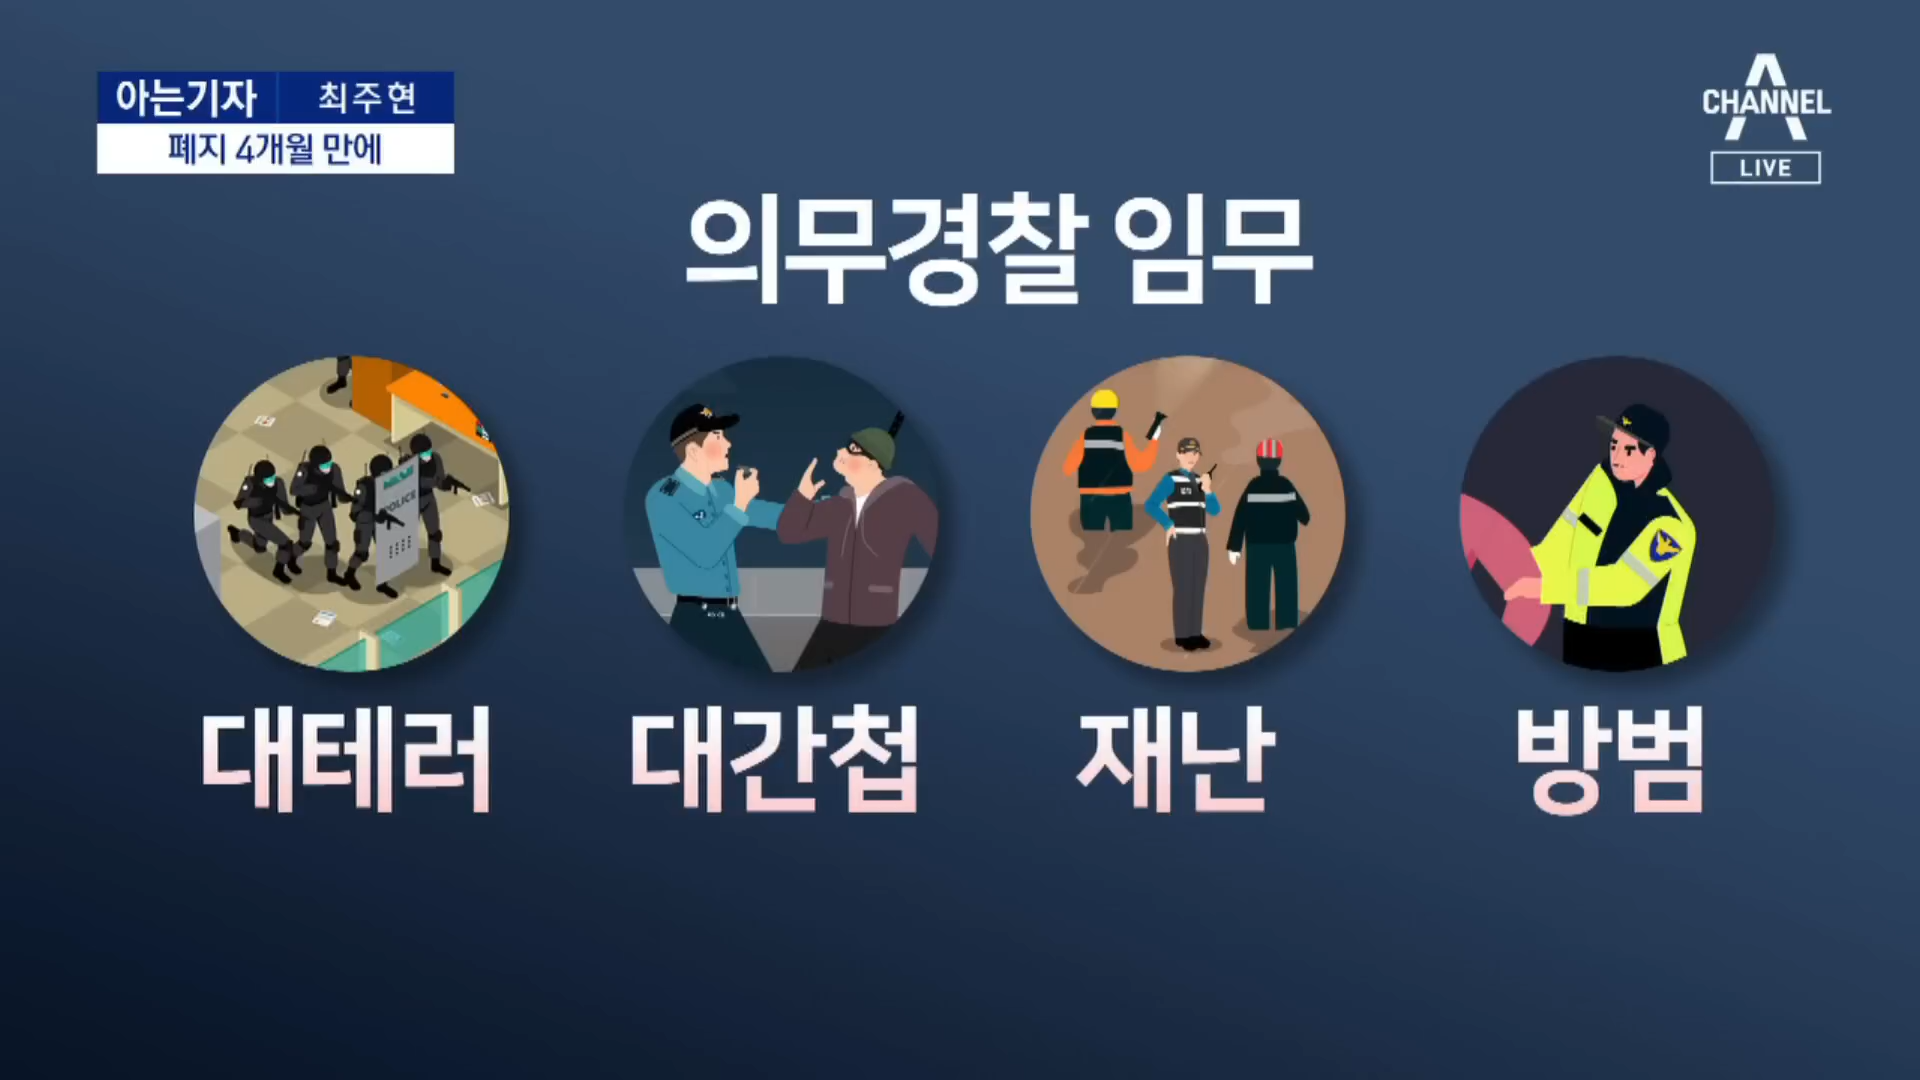 아는기자 최주현
폐지 4개월 만에
CHANNEL A
LIVE
의무경찰 임무
POLICE
대테러
대간첩
재난
방범